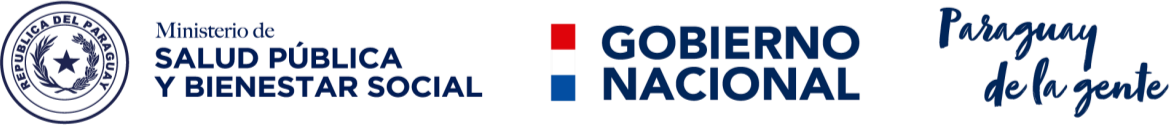 REPUBLICA DEL PARAGUAY
Ministerio de
SALUD PÚBLICA
Y BIENESTAR SOCIAL
GOBIERNO
NACIONAL
Paraguay
de la gente